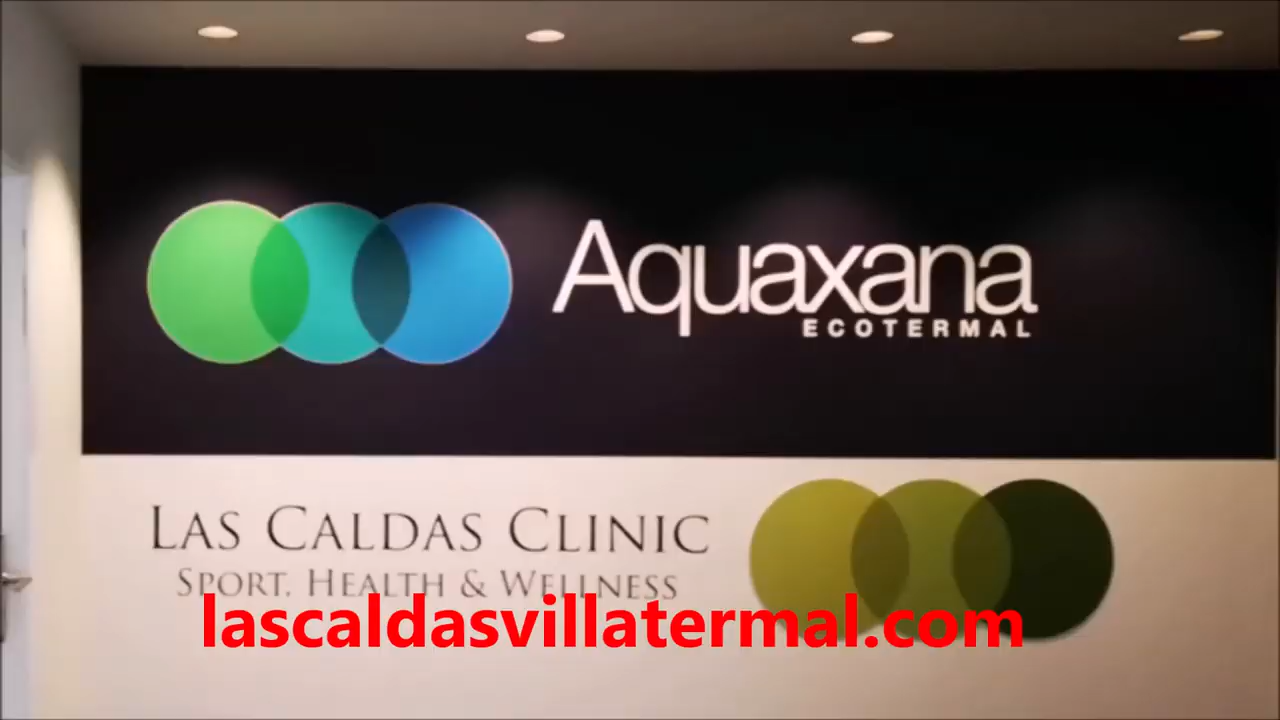 Aquaxana
ECOTERMAL
LAS CALDAS CLINIC
SPORT, HEALTH & WELLNESS
lascaldasvillatermal.com